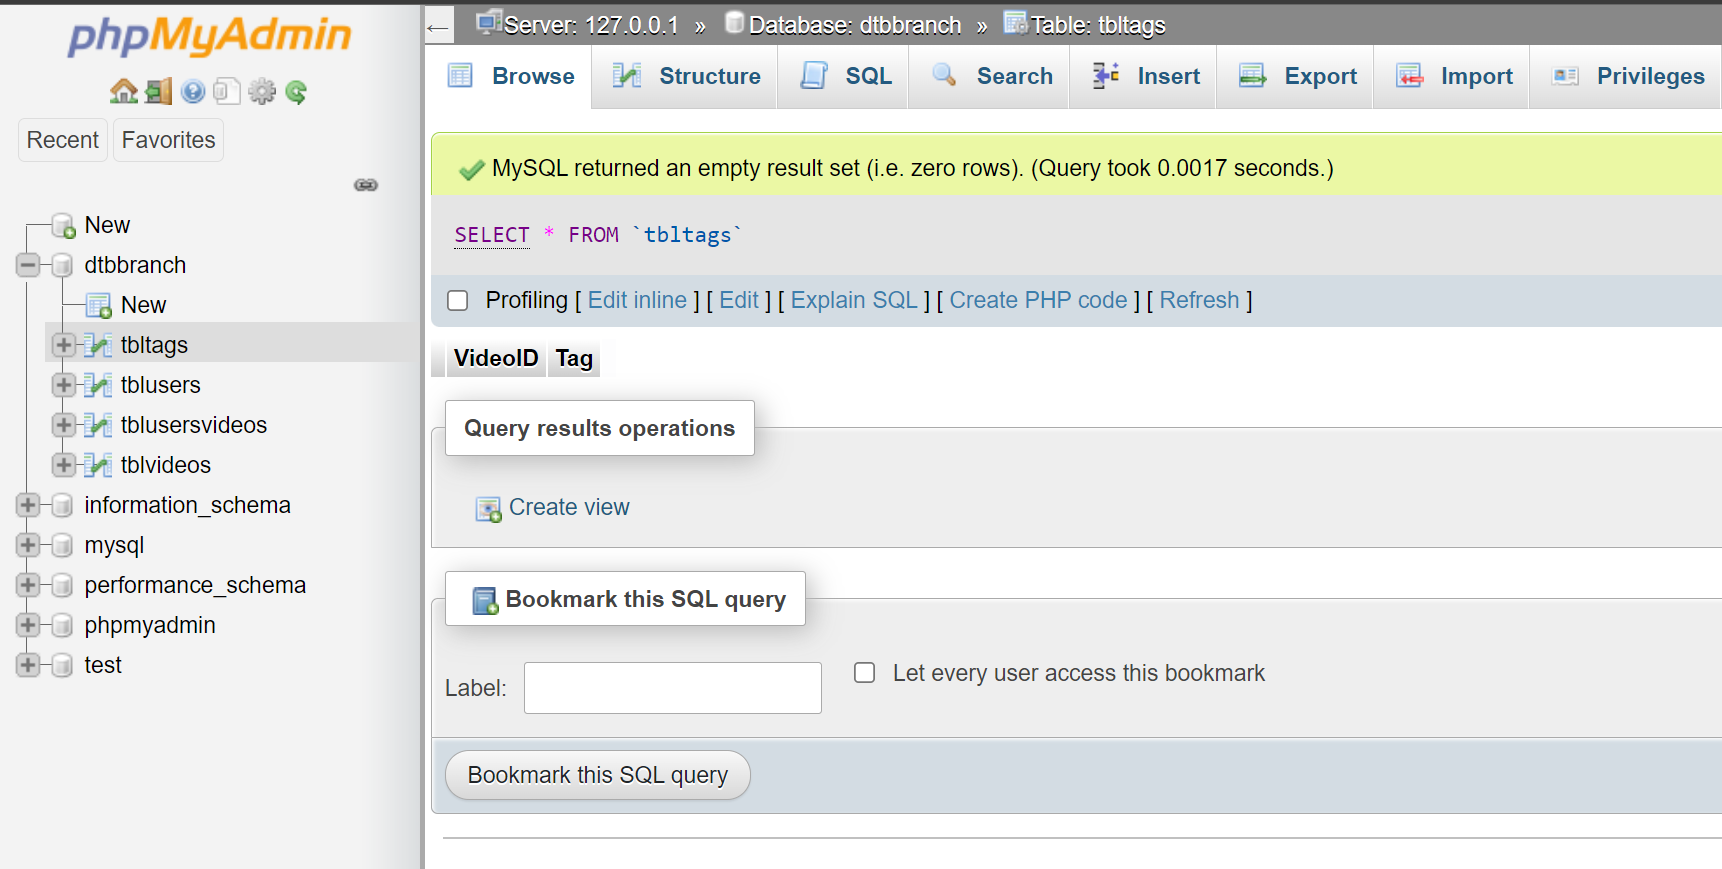 phpMyAdmin
Recent
Favorites
New
dtbbranch
New
tbltags
tblusers
tblusersvideos
tblvideos
information_schema
mysql
performance_schema
phpmyadmin
test
Server: 127.0.0.1 » Database: dtbbranch » Table: tbltags
Browse Structure SQL Search Insert Export Import Privileges
MySQL returned an empty result set (i.e. zero rows). (Query took 0.0017 seconds.)
SELECT * FROM `tbltags`
Profiling [ Edit inline ] [ Edit ] [ Explain SQL ] [ Create PHP code ] [ Refresh ]
VideoID Tag
Query results operations
Create view
Bookmark this SQL query
Label:
Let every user access this bookmark
Bookmark this SQL query